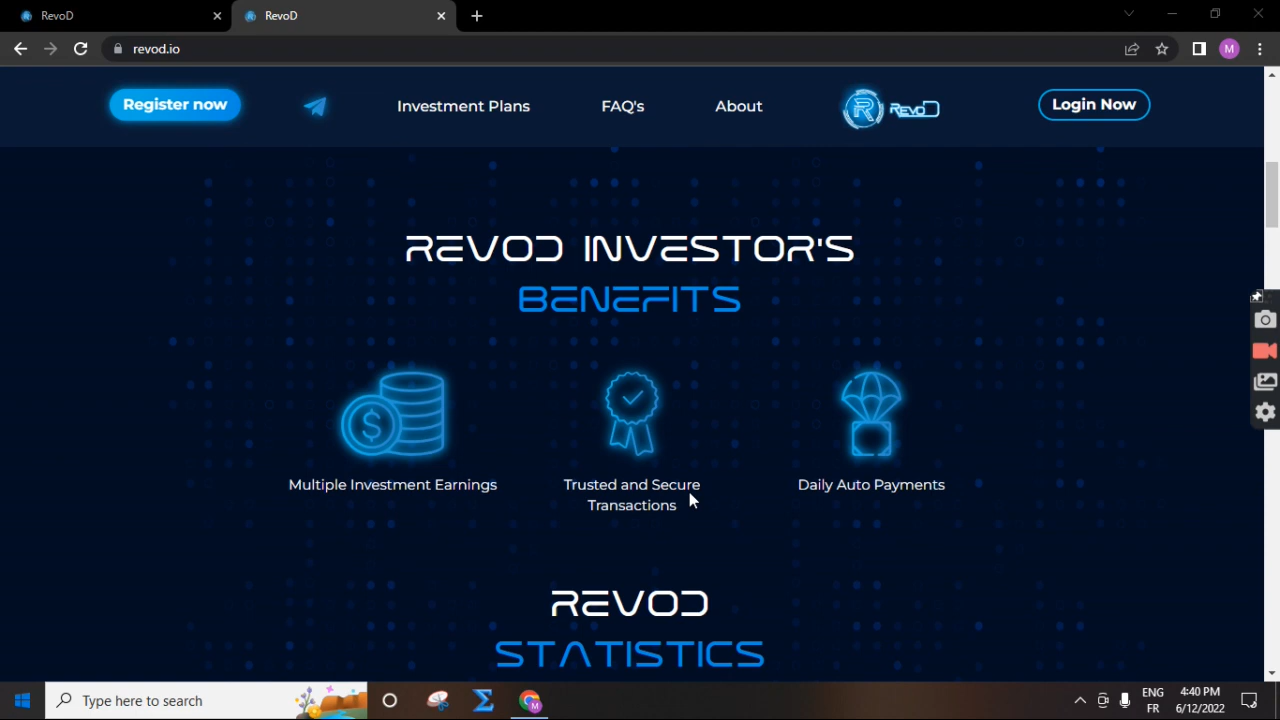 RevoD
RevoD
revod.io
M
Register now
Investment Plans
FAQ's
About
R REVOD
Login Now
REVOD INVESTOR'S
BENEFITS
$
Multiple Investment Earnings
Trusted and Secure
Transactions
Daily Auto Payments
REVOD
STATISTICS
Type here to search
M
ENG
FR
4:40 PM
6/12/2022